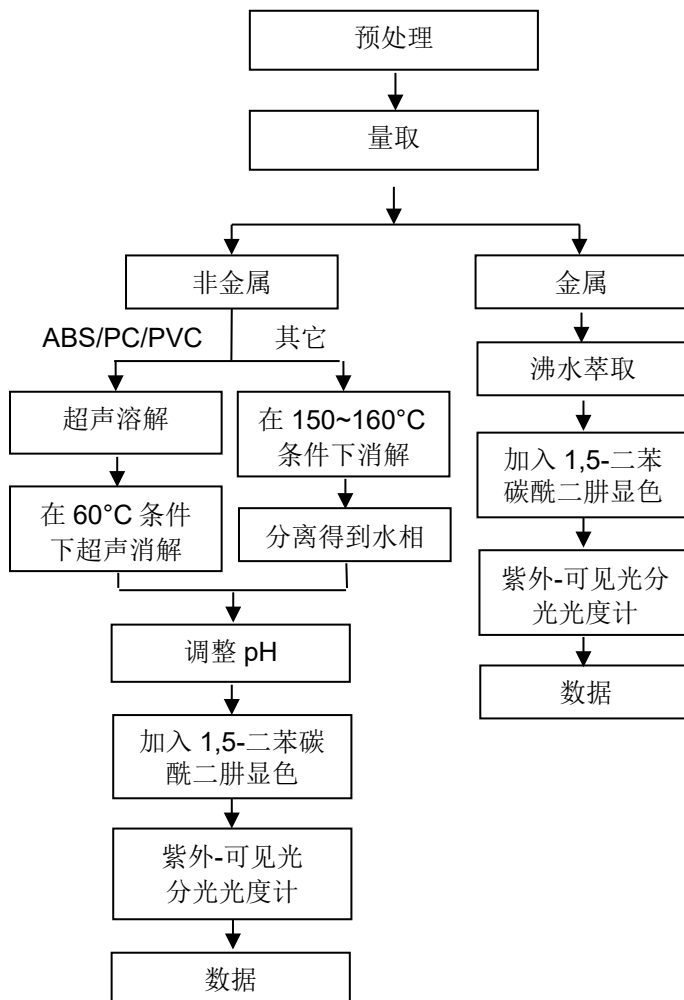 预处理
量取
非金属
金属
ABS/PC/PVC
其它
沸水萃取
超声溶解
在 150~160°C
条件下消解
加入 1,5-二苯
碳酰二肼显色
在 60°C 条件
下超声消解
分离得到水相
紫外-可见光分
光光度计
调整 pH
数据
加入 1,5-二苯碳
酰二肼显色
紫外-可见光
分光光度计
数据